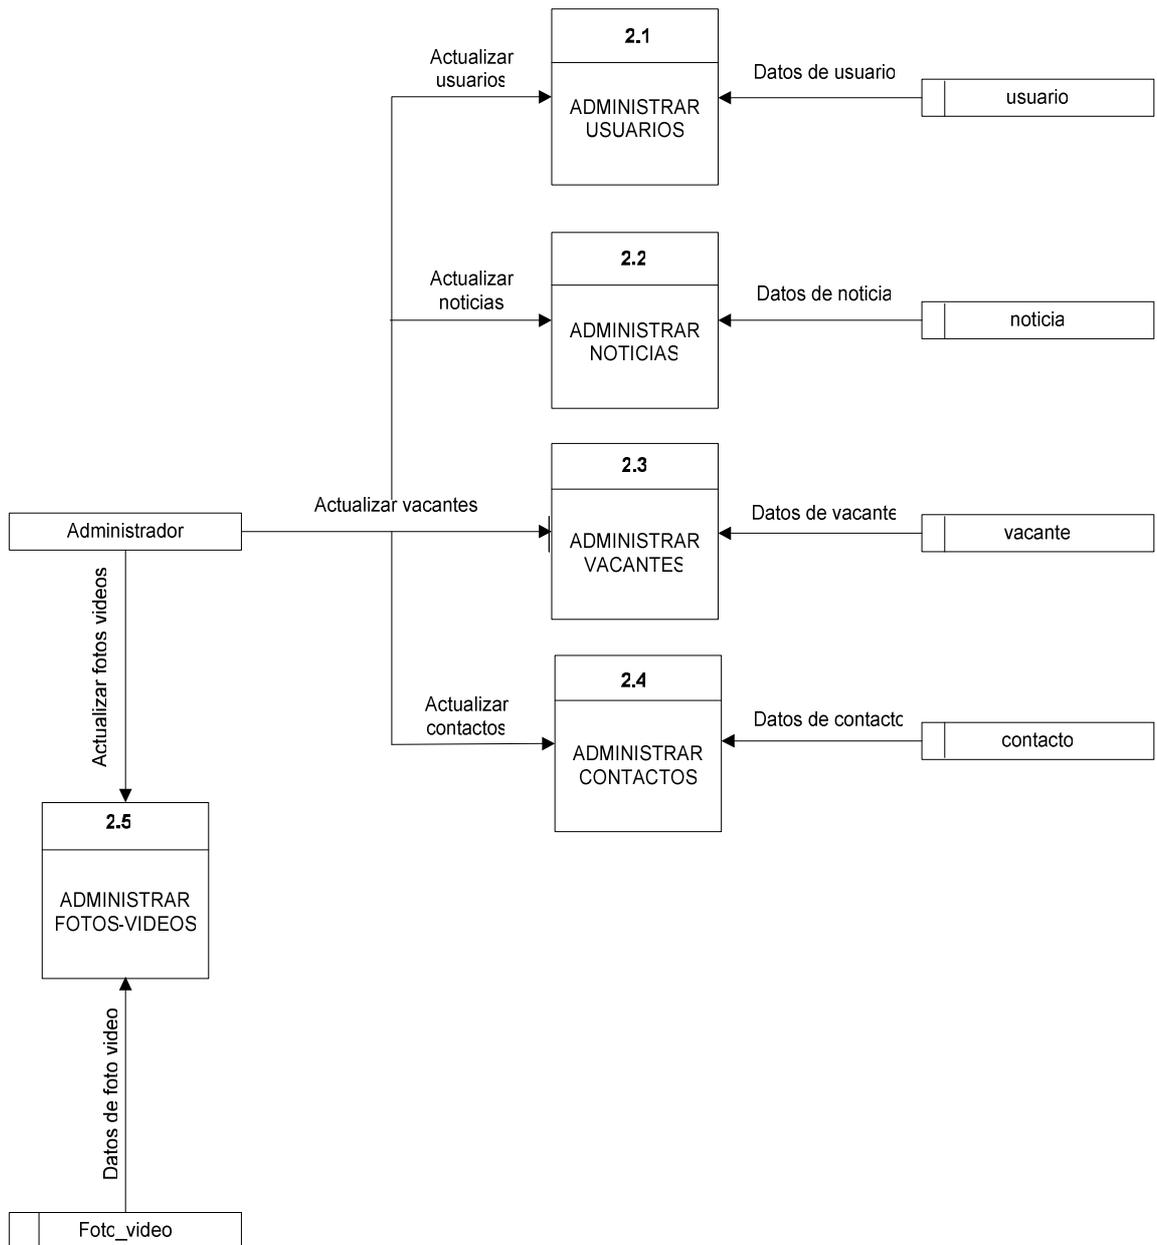 2.1
Actualizar
usuarios
Datos de usuario
usuario
ADMINISTRAR
USUARIOS
2.2
Actualizar
noticias
Datos de noticia
noticia
ADMINISTRAR
NOTICIAS
2.3
Actualizar vacantes
Datos de vacante
Administrador
vacante
ADMINISTRAR
VACANTES
Actualizar fotos videos
2.4
Actualizar
contactos
Datos de contacto
contacto
ADMINISTRAR
CONTACTOS
2.5
ADMINISTRAR
FOTOS-VIDEOS
Datos de foto video
Foto_video